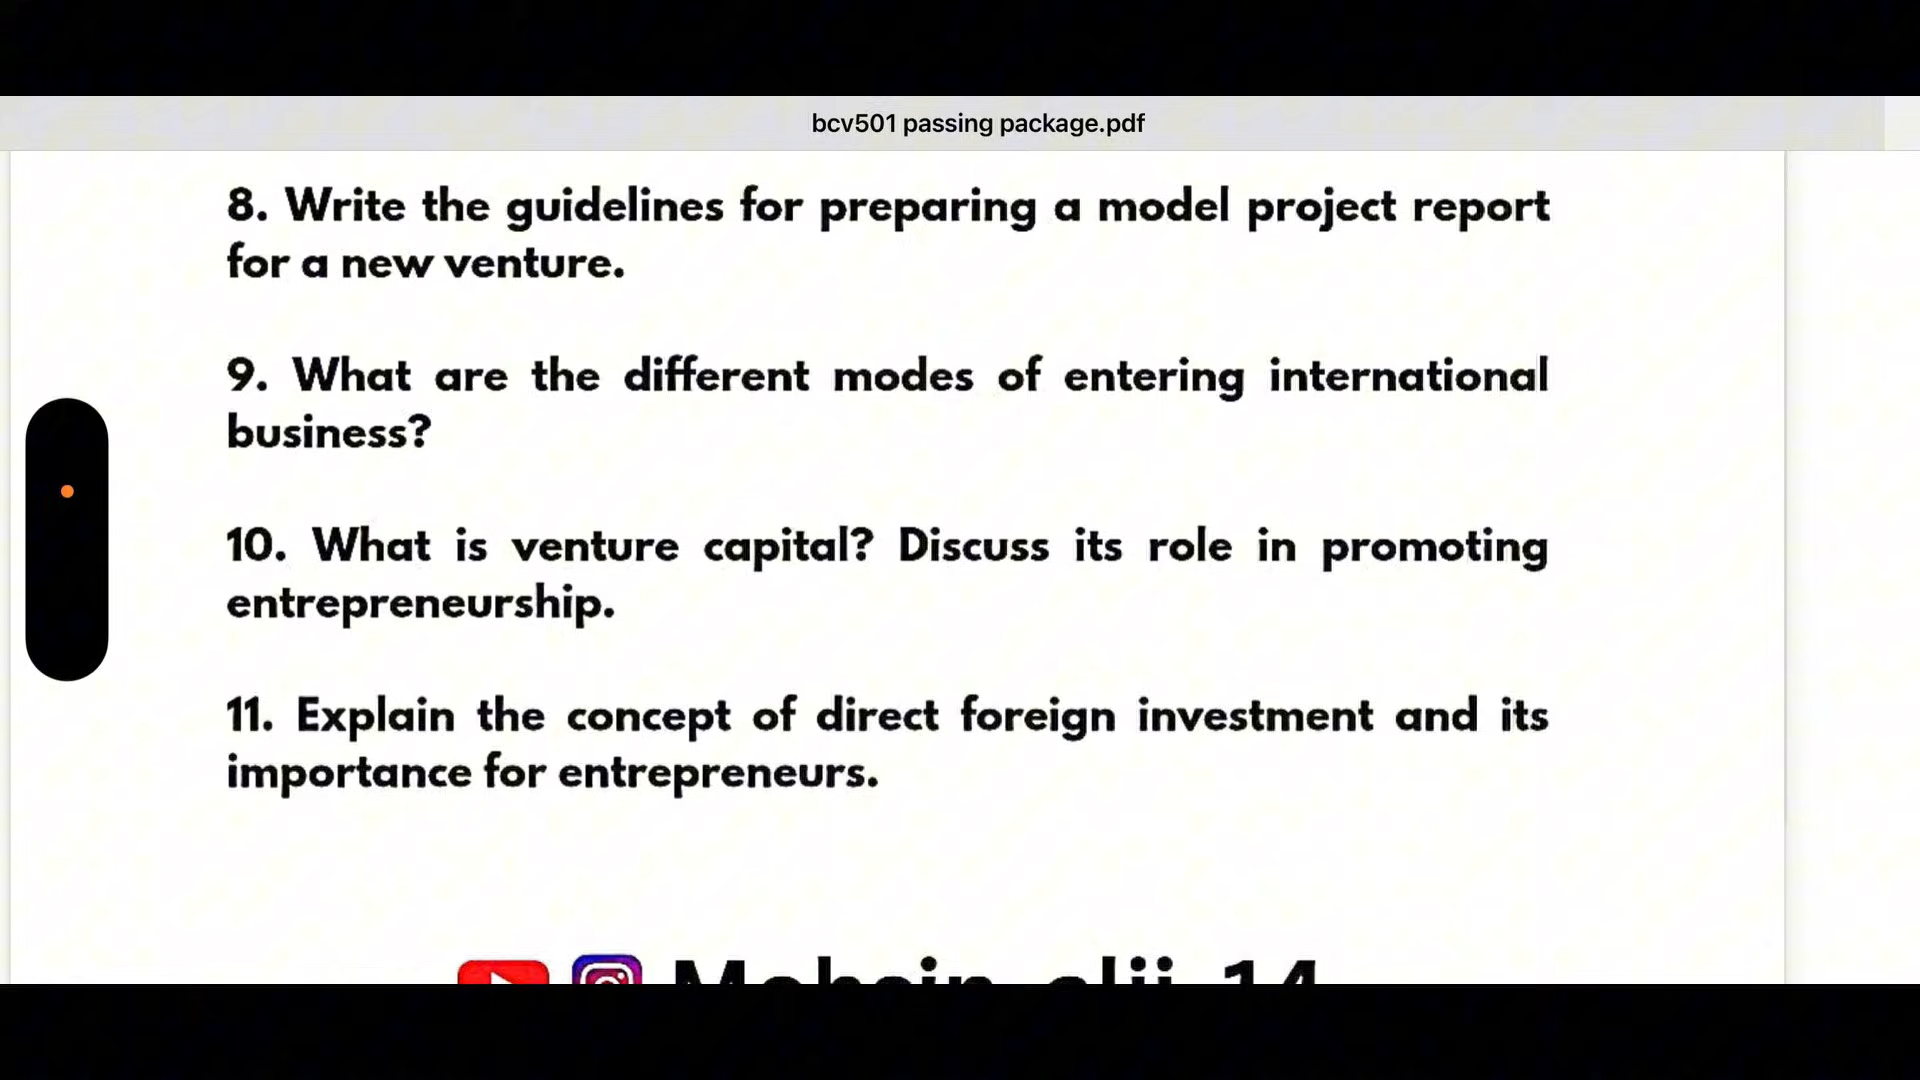 bcv501 passing package.pdf
8. Write the guidelines for preparing a model project report
for a new venture.
9. What are the different modes of entering international
business?
10. What is venture capital? Discuss its role in promoting
entrepreneurship.
11. Explain the concept of direct foreign investment and its
importance for entrepreneurs.